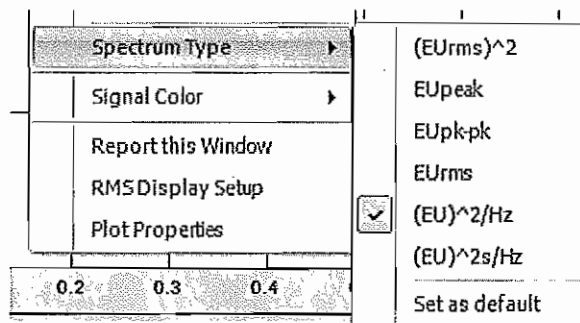 Spectrum Type
Signal Color
Report this Window
RMS Display Setup
Plot Properties
0.2 0.3 0.4
(EUrms)^2
EUpeak
EUpk-pk
EUrms
(EU)^2/Hz
(EU)^2s/Hz
Set as default